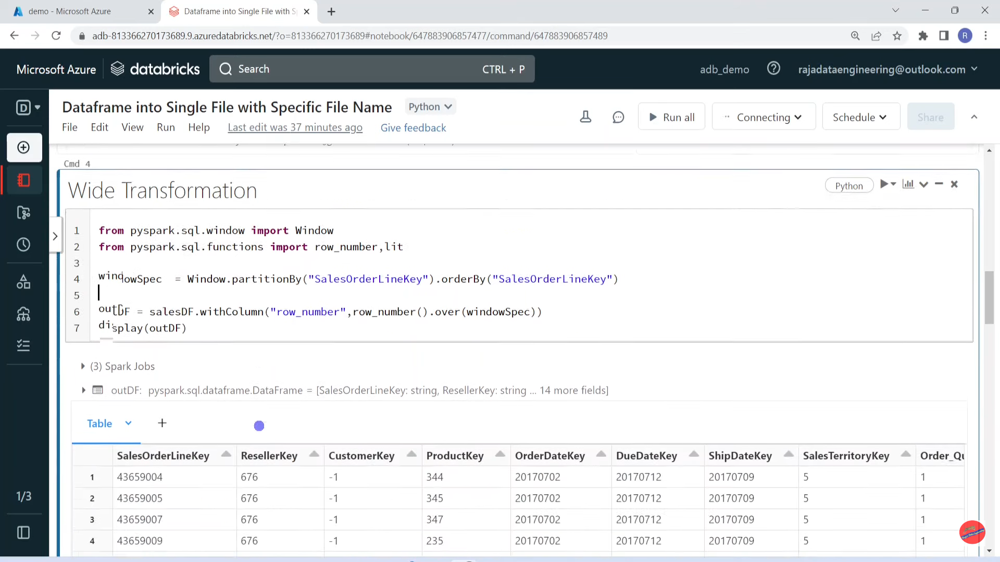 demo - Microsoft Azure
Dataframe into Single File with S
adb-813366270173689.9.azuredatabricks.net/?o=813366270173689#notebook/647883906857477/command/647883906857489
R
Microsoft Azure
databricks
Search
CTRL + P
adb_demo
rajadataengineering@outlook.com
D
Dataframe into Single File with Specific File Name
Python
File
Edit
View
Run
Help
Last edit was 37 minutes ago
Give feedback
Run all
Connecting
Schedule
Share
Cmd 4
Wide Transformation
Python
1 from pyspark.sql.window import Window
2 from pyspark.sql.functions import row_number,lit
3
4 windowSpec = Window.partitionBy("SalesOrderLineKey").orderBy("SalesOrderLineKey")
5
6 outDF = salesDF.withColumn("row_number",row_number().over(windowSpec))
7 display(outDF)
(3) Spark Jobs
outDF: pyspark.sql.dataframe.DataFrame = [SalesOrderLineKey: string, ResellerKey: string ... 14 more fields]
Table
SalesOrderLineKey ResellerKey CustomerKey ProductKey OrderDateKey DueDateKey ShipDateKey SalesTerritoryKey Order_Qu
1 43659004 676 -1 344 20170702 20170712 20170709 5 1
2 43659005 676 -1 345 20170702 20170712 20170709 5 1
3 43659007 676 -1 347 20170702 20170712 20170709 5 1
4 43659009 676 -1 235 20170702 20170712 20170709 5 1
1/3